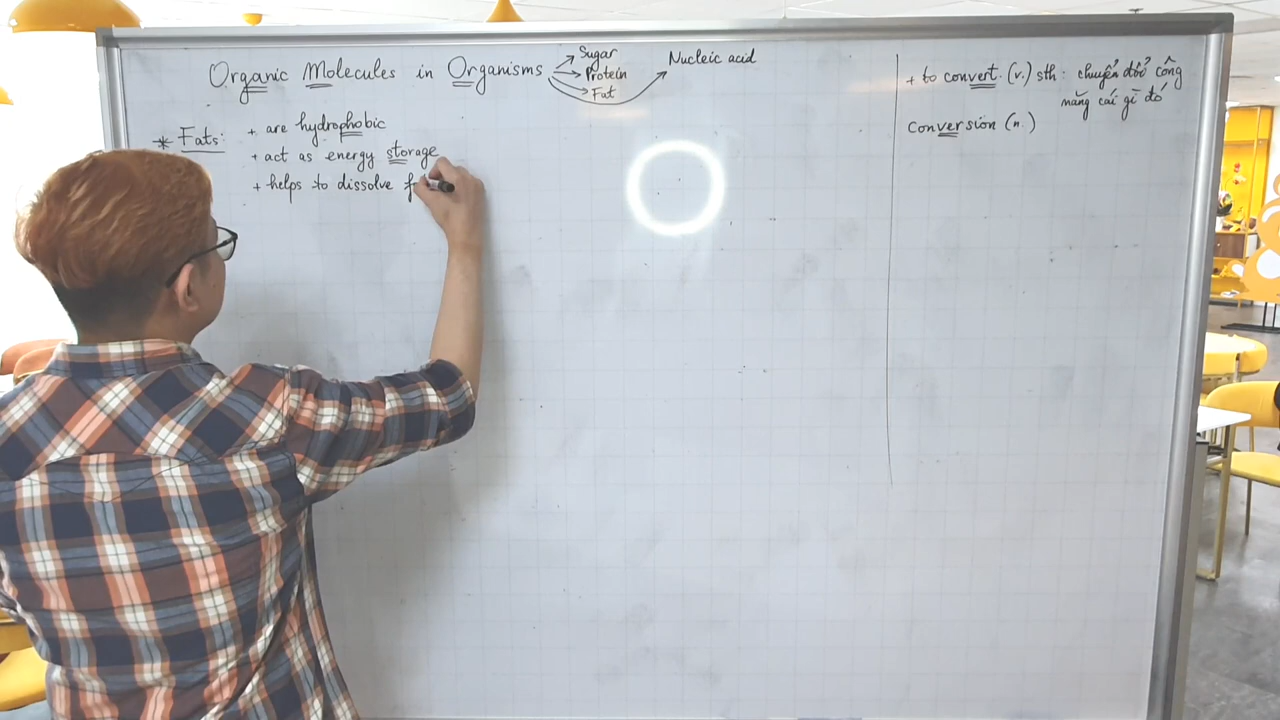 Organic Molecules in Organisms
Sugar
Protein
Fat
Nucleic acid
* Fats:
+ are hydrophobic
+ act as energy storage
+ helps to dissolve f
+ to convert (v.) sth: chuyển đổi công
năng cái gì đó
conversion (n.)